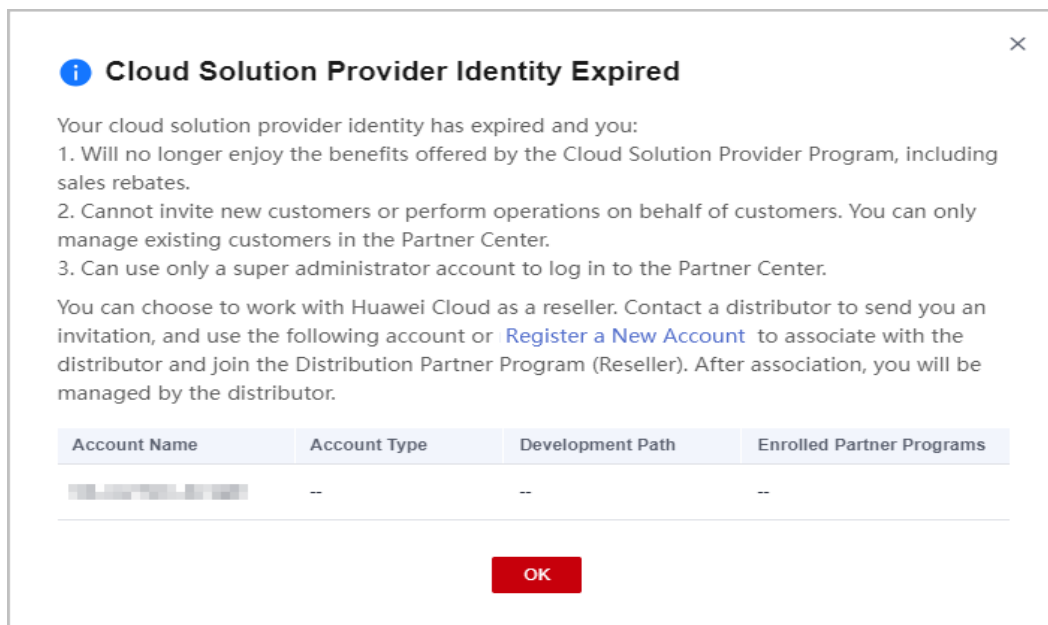 Cloud Solution Provider Identity Expired
Your cloud solution provider identity has expired and you:
1. Will no longer enjoy the benefits offered by the Cloud Solution Provider Program, including
sales rebates.
2. Cannot invite new customers or perform operations on behalf of customers. You can only
manage existing customers in the Partner Center.
3. Can use only a super administrator account to log in to the Partner Center.
You can choose to work with Huawei Cloud as a reseller. Contact a distributor to send you an
invitation, and use the following account or Register a New Account to associate with the
distributor and join the Distribution Partner Program (Reseller). After association, you will be
managed by the distributor.
Account Name Account Type Development Path Enrolled Partner Programs
-- -- --
OK